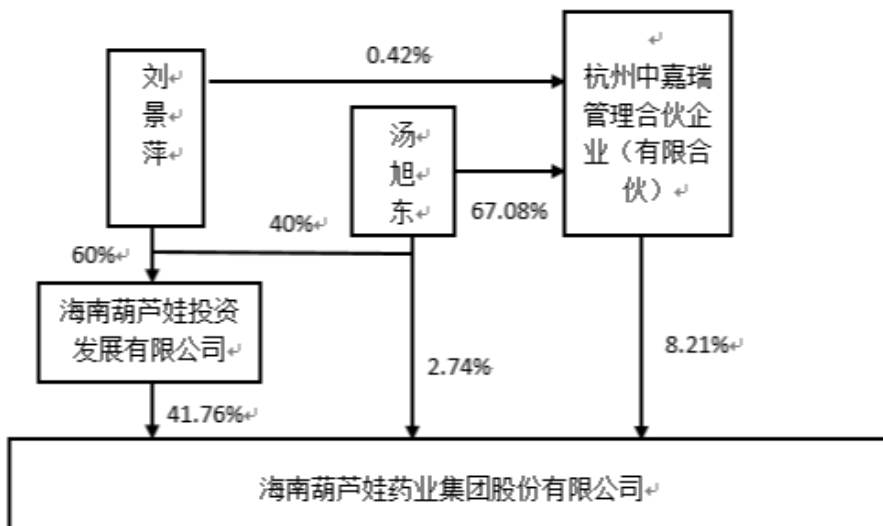 刘
景
萍
0.42%
杭州中嘉瑞
管理合伙企
业（有限合
伙）
汤
旭
东
67.08%
40%
60%
海南葫芦娃投资
发展有限公司
41.76%
2.74%
8.21%
海南葫芦娃药业集团股份有限公司